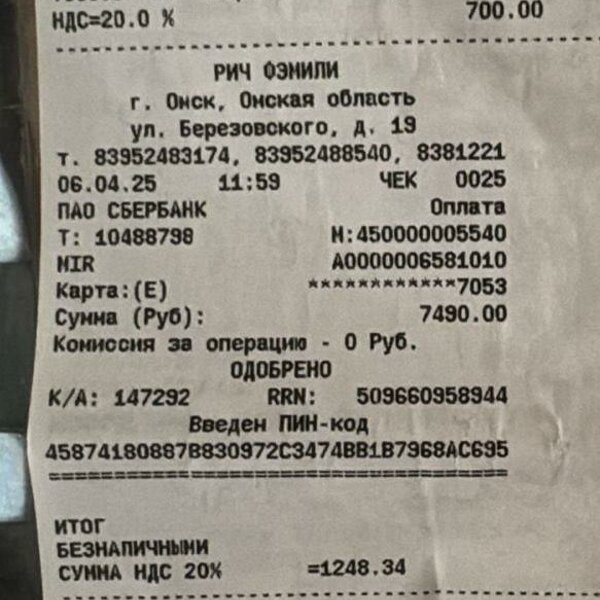 НДС=20.0 % 700.00
РИЧ ФЭМИЛИ
г. Омск, Омская область
ул. Березовского, д. 19
т. 83952483174, 83952488540, 8381221
06.04.25 11:59 ЧЕК 0025
ПАО СБЕРБАНК Оплата
Т: 10488798 М:450000005540
MIR A0000006581010
Карта:(E) ************7053
Сумма (Руб): 7490.00
Комиссия за операцию - 0 Руб.
ОДОБРЕНО
К/А: 147292 RRN: 509660958944
Введен ПИН-код
45874180887B830972C3474BB1B7968AC695
====================================
ИТОГ
БЕЗНАЛИЧНЫМИ
СУММА НДС 20% =1248.34